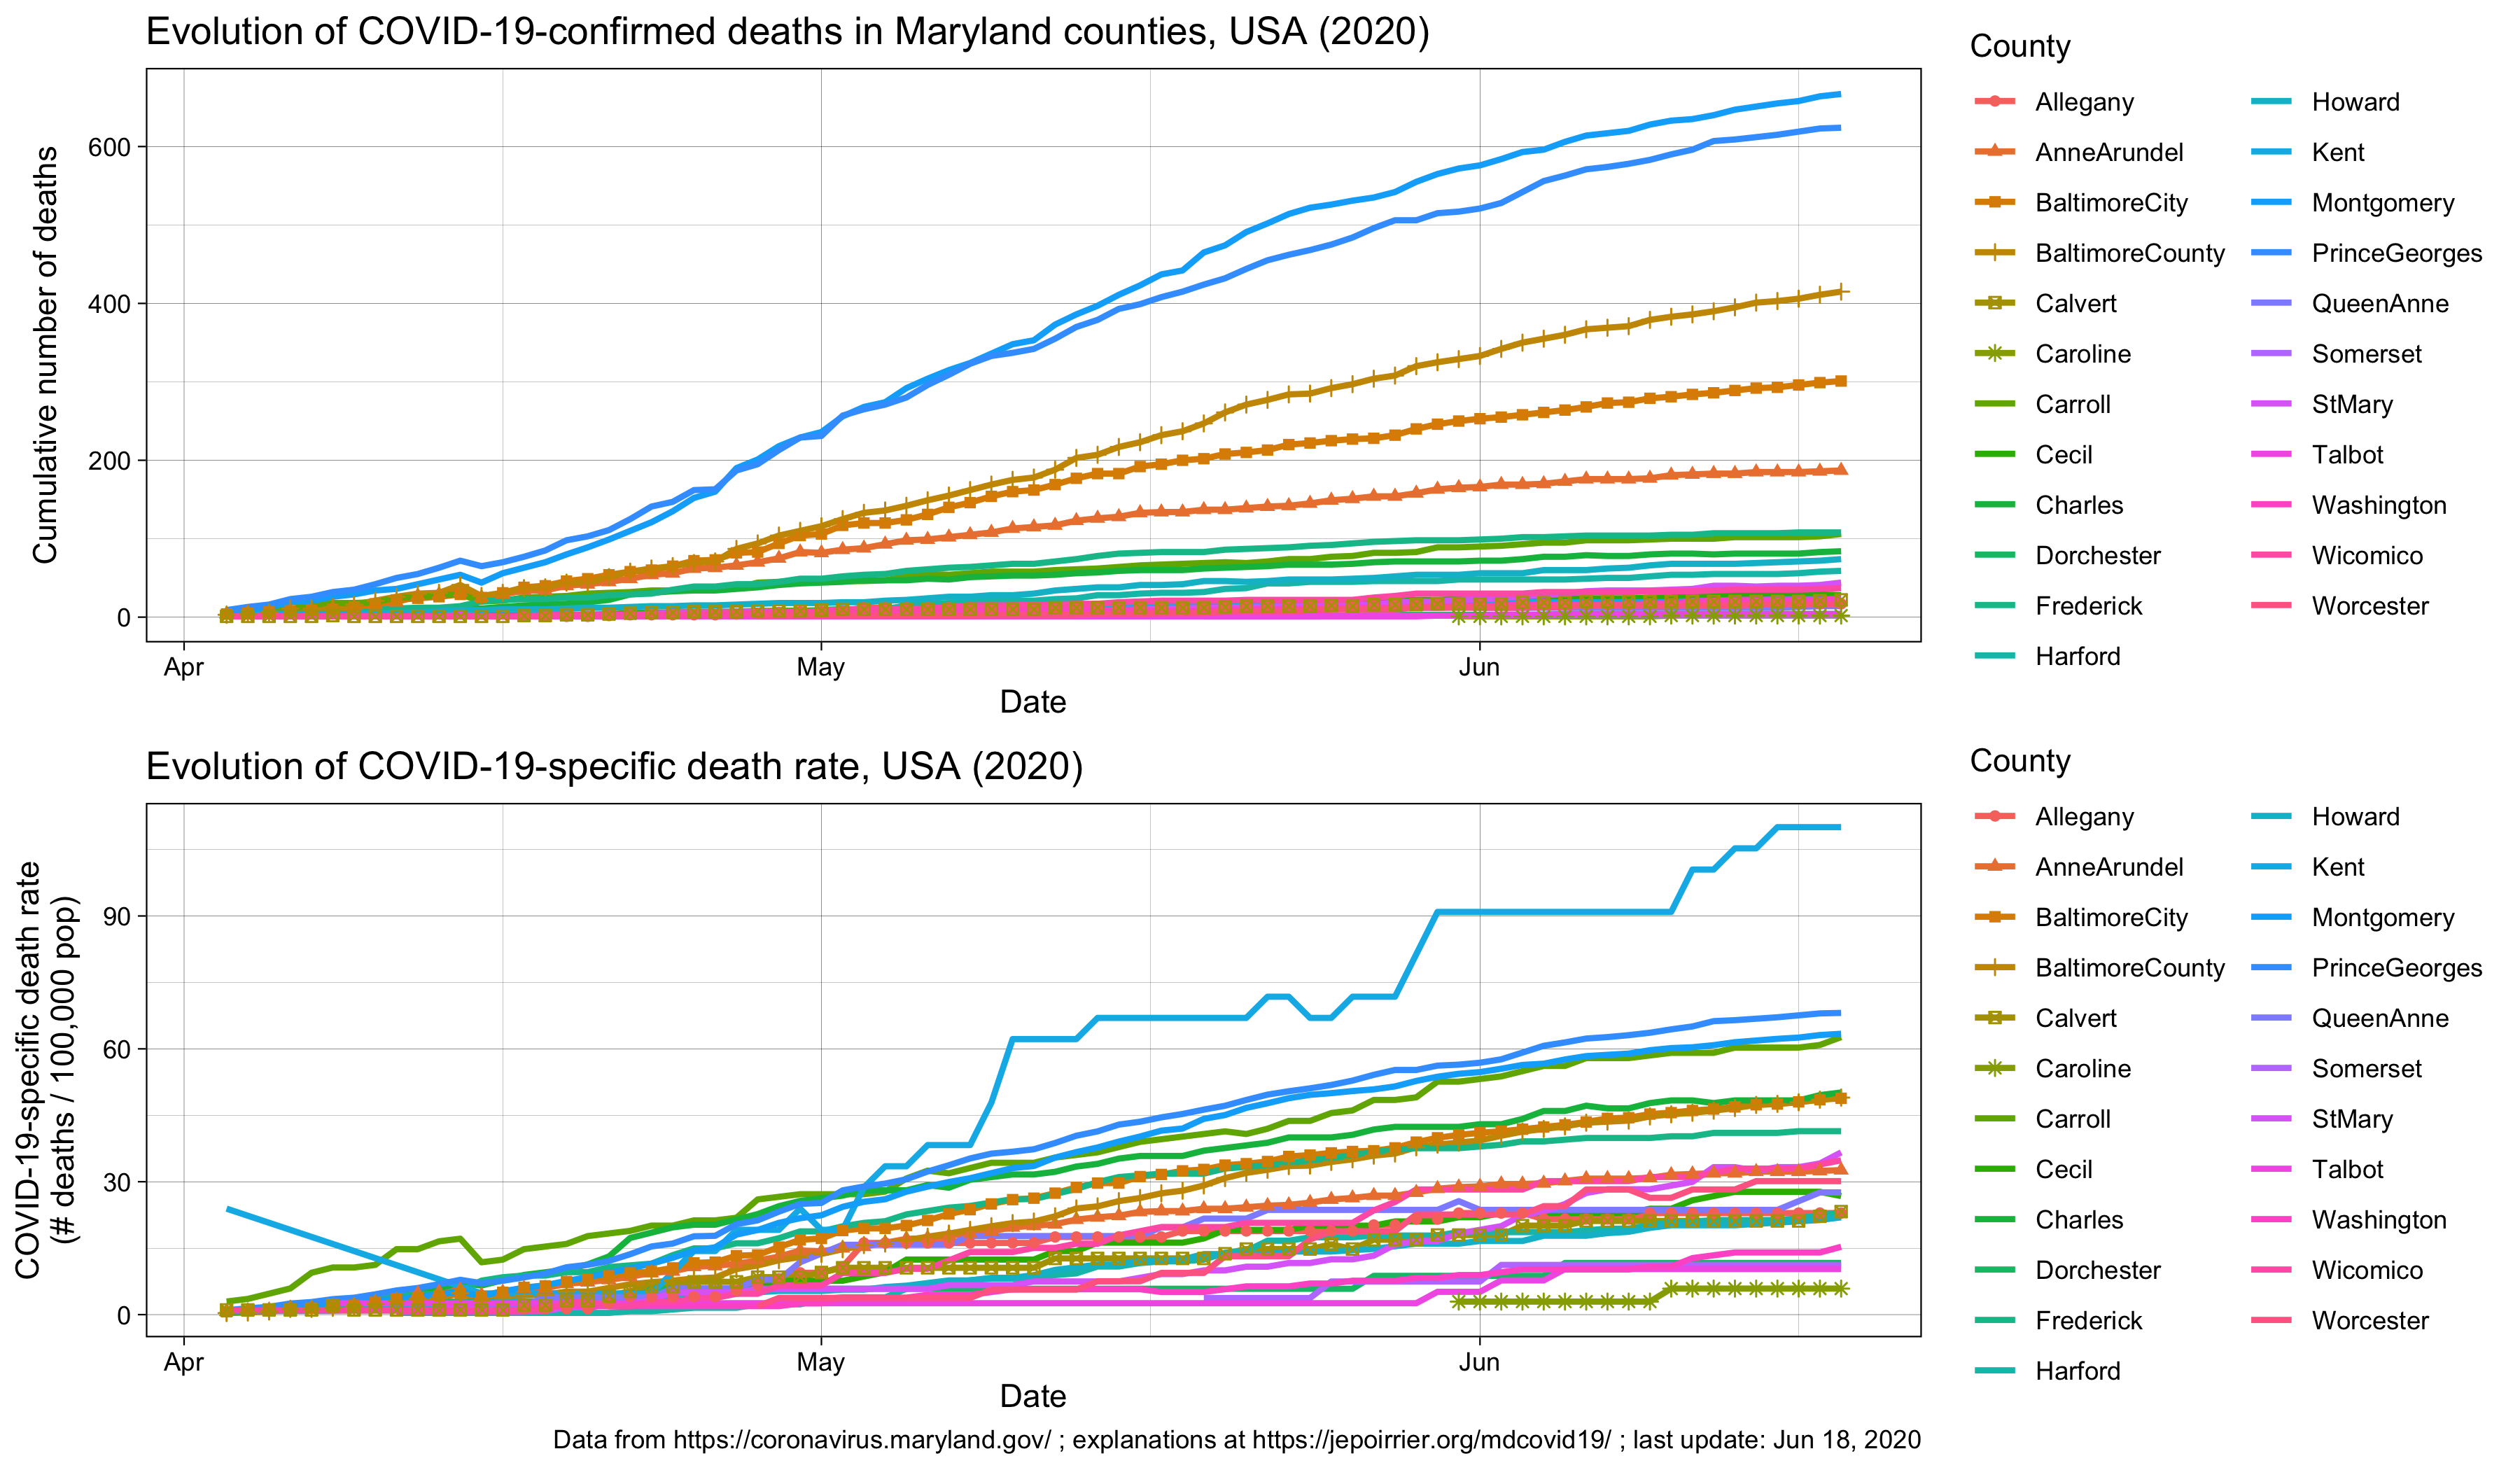 Evolution of COVID-19-confirmed deaths in Maryland counties, USA (2020)
Cumulative number of deaths
600
400
200
0
Apr
May
Jun
Date
County
Allegany
AnneArundel
BaltimoreCity
BaltimoreCounty
Calvert
Caroline
Carroll
Cecil
Charles
Dorchester
Frederick
Harford
Howard
Kent
Montgomery
PrinceGeorges
QueenAnne
Somerset
StMary
Talbot
Washington
Wicomico
Worcester
Evolution of COVID-19-specific death rate, USA (2020)
COVID-19-specific death rate
(# deaths / 100,000 pop)
90
60
30
0
Apr
May
Jun
Date
County
Allegany
AnneArundel
BaltimoreCity
BaltimoreCounty
Calvert
Caroline
Carroll
Cecil
Charles
Dorchester
Frederick
Harford
Howard
Kent
Montgomery
PrinceGeorges
QueenAnne
Somerset
StMary
Talbot
Washington
Wicomico
Worcester
Data from https://coronavirus.maryland.gov/ ; explanations at https://jepoirrier.org/mdcovid19/ ; last update: Jun 18, 2020